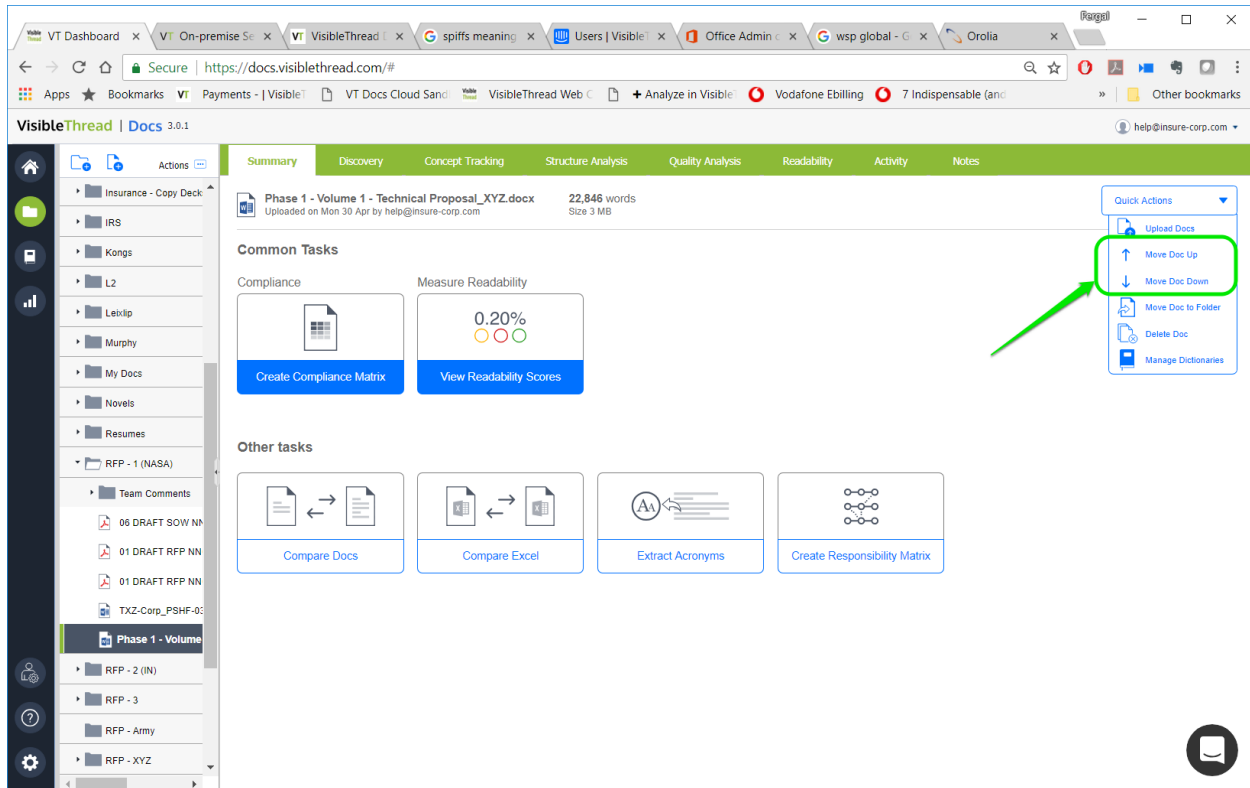 Fergal
VT Dashboard
VT On-premise Se
VT VisibleThread D
spiffs meaning
Users | VisibleT
Office Admin c
wsp global - G
Orolia
Secure | https://docs.visiblethread.com/#
Apps Bookmarks VT Payments - | VisibleT VT Docs Cloud Sand VisibleThread Web C + Analyze in Visible Vodafone Ebilling 7 Indispensable (and » Other bookmarks
VisibleThread | Docs 3.0.1
help@insure-corp.com
Actions
Summary Discovery Concept Tracking Structure Analysis Quality Analysis Readability Activity Notes
Insurance - Copy Deck
IRS
Kongs
L2
Leixlip
Murphy
My Docs
Novels
Resumes
RFP - 1 (NASA)
Team Comments
06 DRAFT SOW NN
01 DRAFT RFP NN
01 DRAFT RFP NN
TXZ-Corp_PSHF-03
Phase 1 - Volume
RFP - 2 (IN)
RFP - 3
RFP - Army
RFP - XYZ
Phase 1 - Volume 1 - Technical Proposal_XYZ.docx 22,846 words
Uploaded on Mon 30 Apr by help@insure-corp.com Size 3 MB
Quick Actions
Upload Docs
Move Doc Up
Move Doc Down
Move Doc to Folder
Delete Doc
Manage Dictionaries
Common Tasks
Compliance Measure Readability
0.20%
Create Compliance Matrix View Readability Scores
Other tasks
Compare Docs Compare Excel Extract Acronyms Create Responsibility Matrix